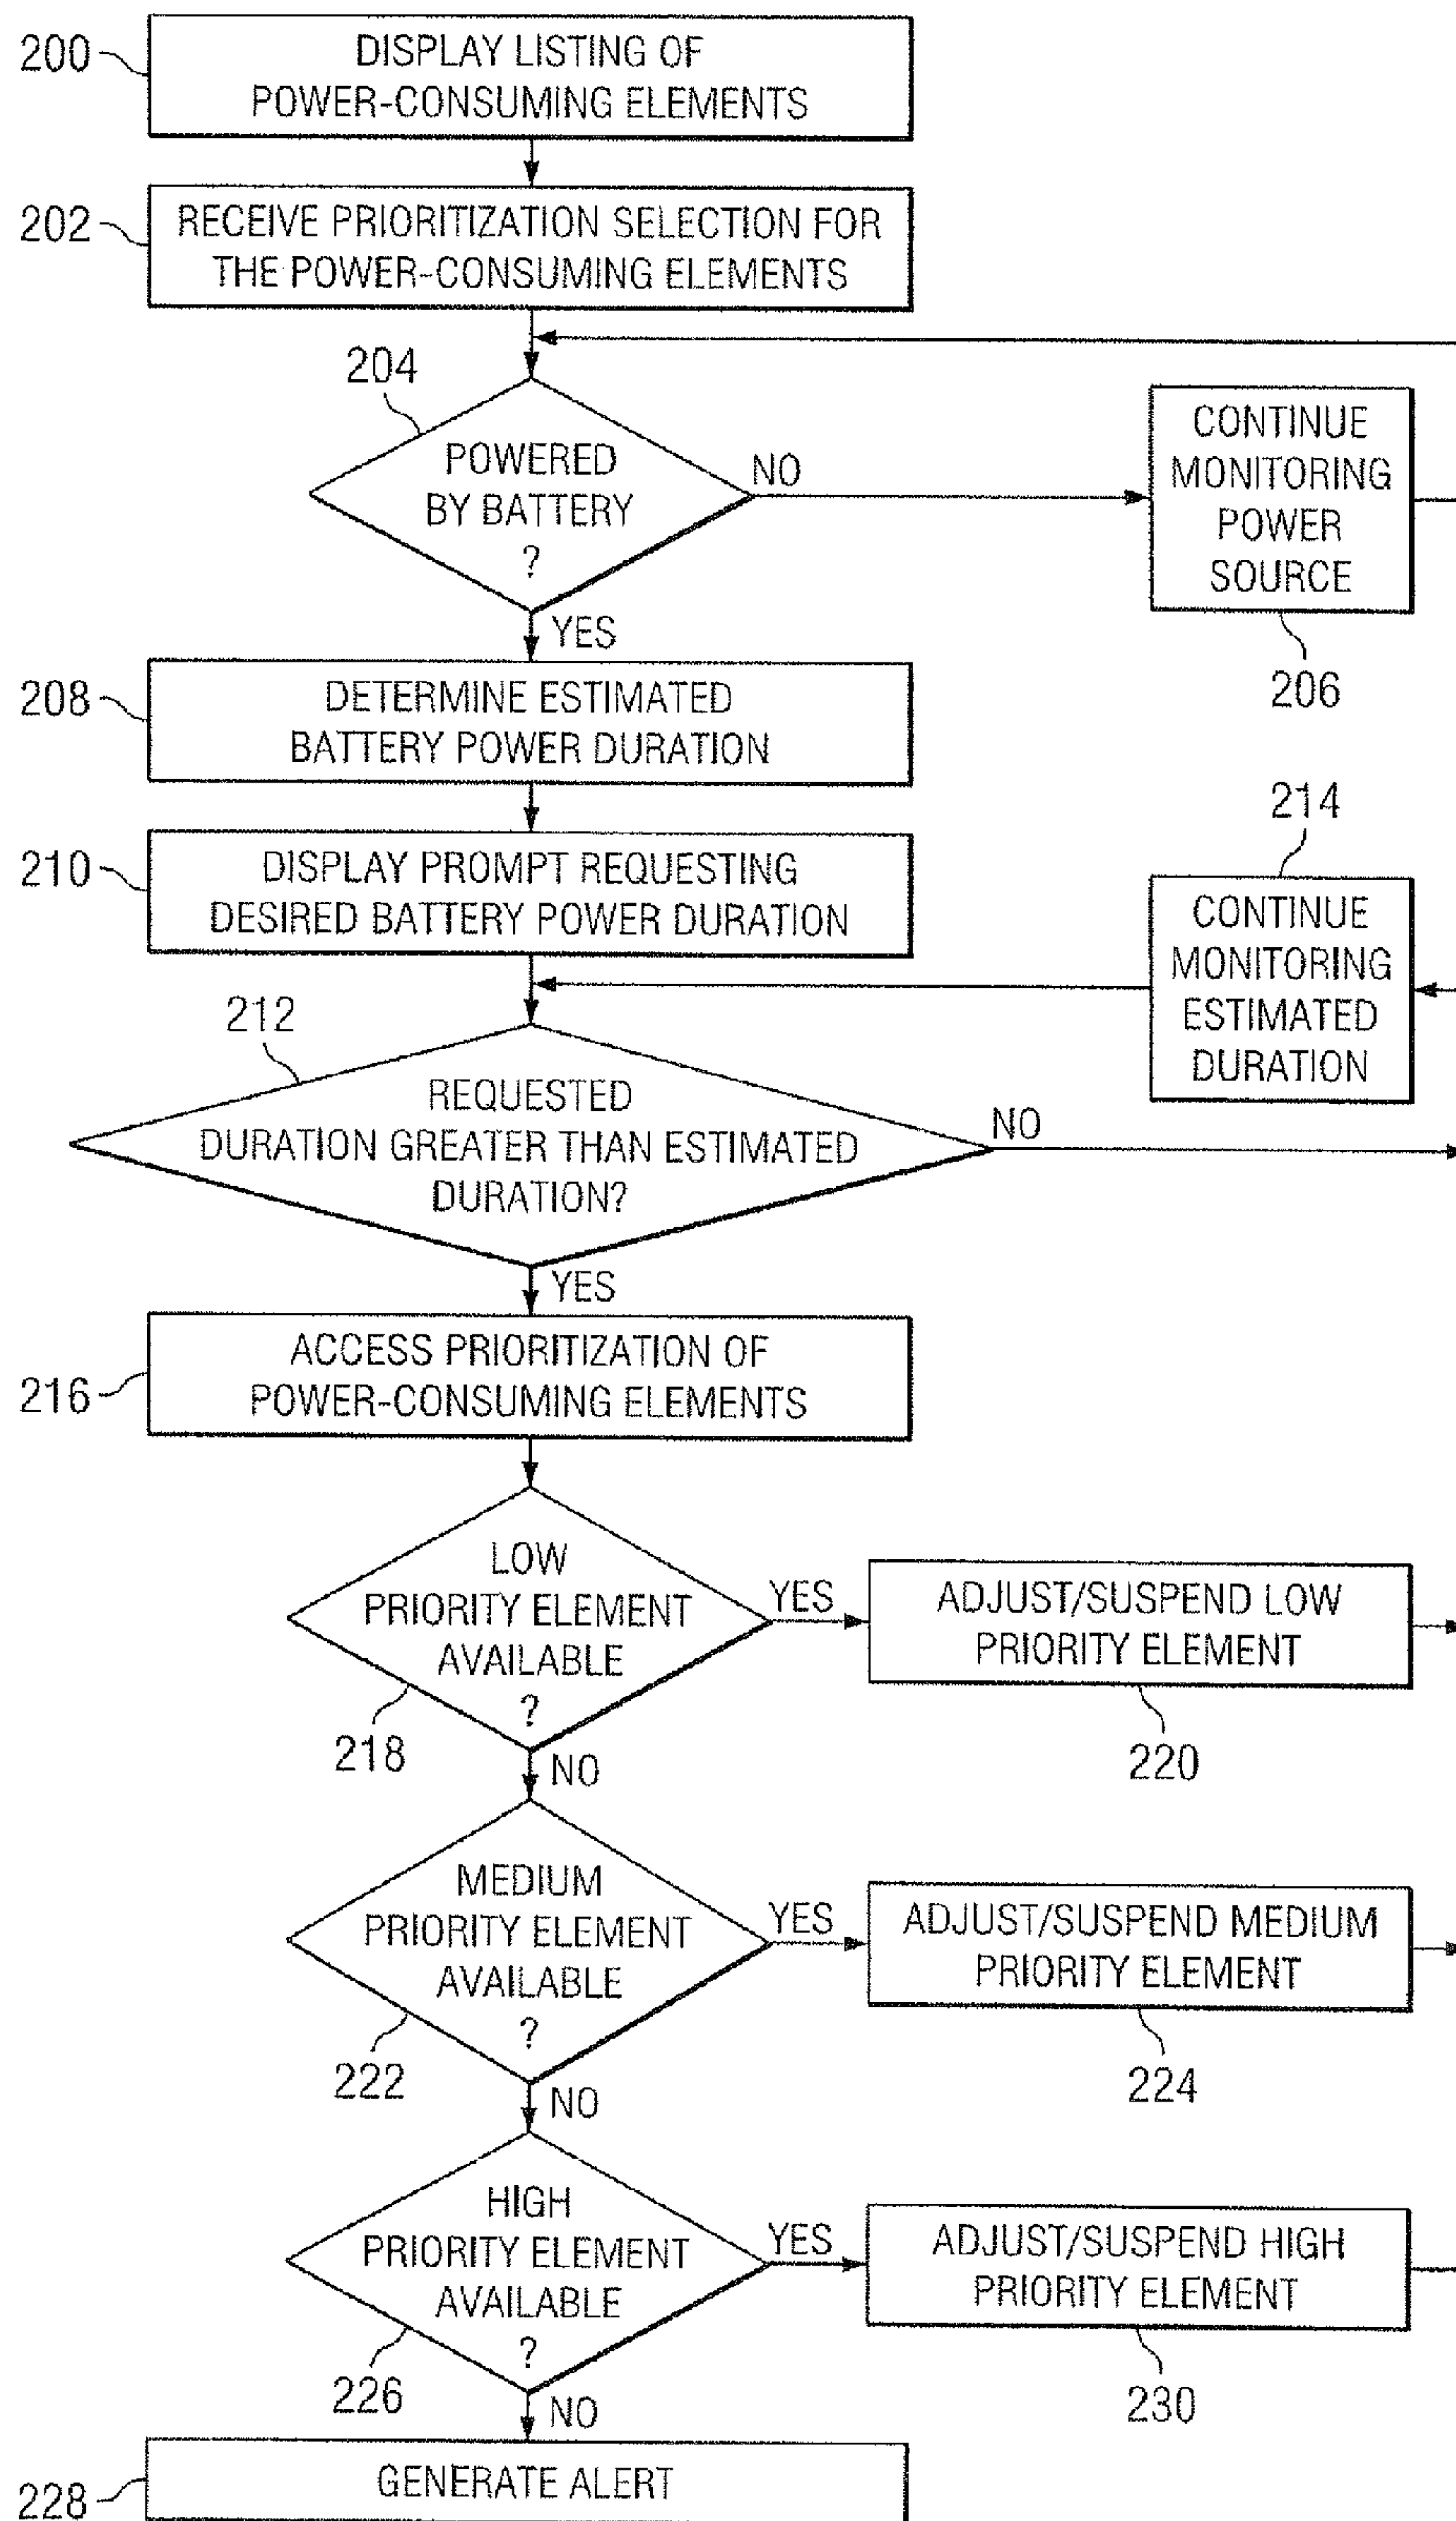 200
DISPLAY LISTING OF
POWER-CONSUMING ELEMENTS
202
RECEIVE PRIORITIZATION SELECTION FOR
THE POWER-CONSUMING ELEMENTS
204
POWERED
BY BATTERY
?
NO
YES
CONTINUE
MONITORING
POWER
SOURCE
206
208
DETERMINE ESTIMATED
BATTERY POWER DURATION
210
DISPLAY PROMPT REQUESTING
DESIRED BATTERY POWER DURATION
214
CONTINUE
MONITORING
ESTIMATED
DURATION
212
REQUESTED
DURATION GREATER THAN ESTIMATED
DURATION?
NO
YES
216
ACCESS PRIORITIZATION OF
POWER-CONSUMING ELEMENTS
LOW
PRIORITY ELEMENT
AVAILABLE
?
218
YES
NO
ADJUST/SUSPEND LOW
PRIORITY ELEMENT
220
MEDIUM
PRIORITY ELEMENT
AVAILABLE
?
222
YES
NO
ADJUST/SUSPEND MEDIUM
PRIORITY ELEMENT
224
HIGH
PRIORITY ELEMENT
AVAILABLE
?
226
YES
NO
ADJUST/SUSPEND HIGH
PRIORITY ELEMENT
230
228
GENERATE ALERT